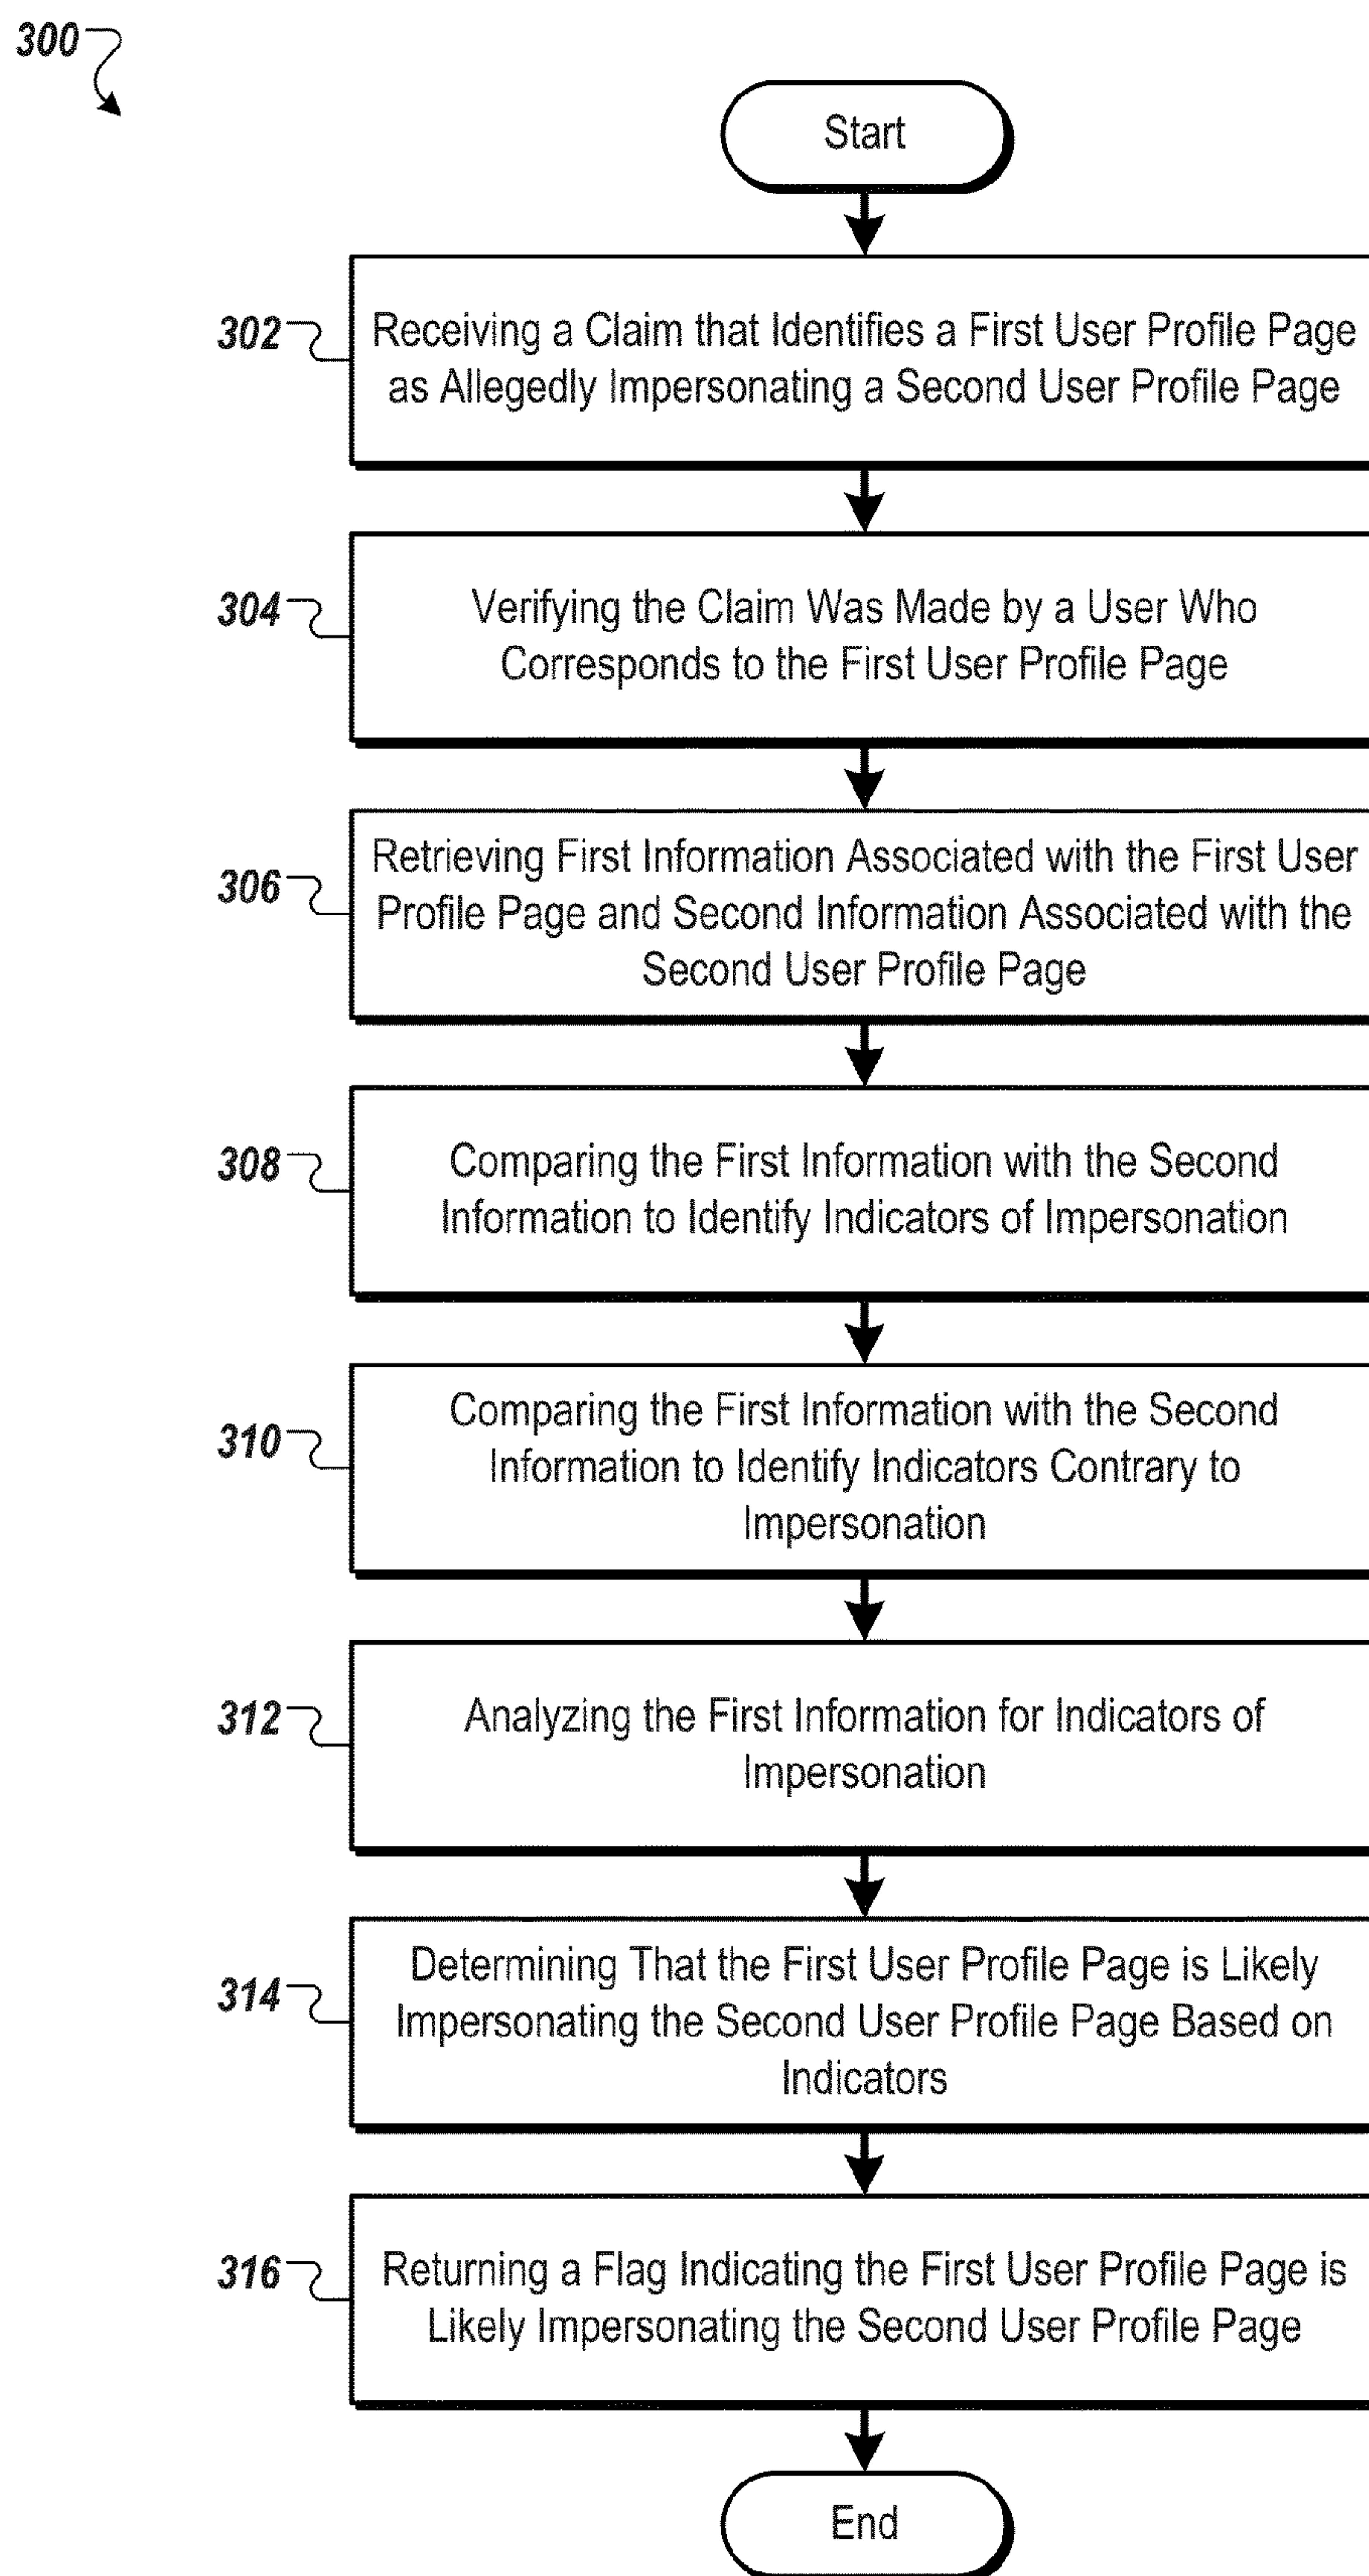 300
Start
302
Receiving a Claim that Identifies a First User Profile Page
as Allegedly Impersonating a Second User Profile Page
304
Verifying the Claim Was Made by a User Who
Corresponds to the First User Profile Page
306
Retrieving First Information Associated with the First User
Profile Page and Second Information Associated with the
Second User Profile Page
308
Comparing the First Information with the Second
Information to Identify Indicators of Impersonation
310
Comparing the First Information with the Second
Information to Identify Indicators Contrary to
Impersonation
312
Analyzing the First Information for Indicators of
Impersonation
314
Determining That the First User Profile Page is Likely
Impersonating the Second User Profile Page Based on
Indicators
316
Returning a Flag Indicating the First User Profile Page is
Likely Impersonating the Second User Profile Page
End